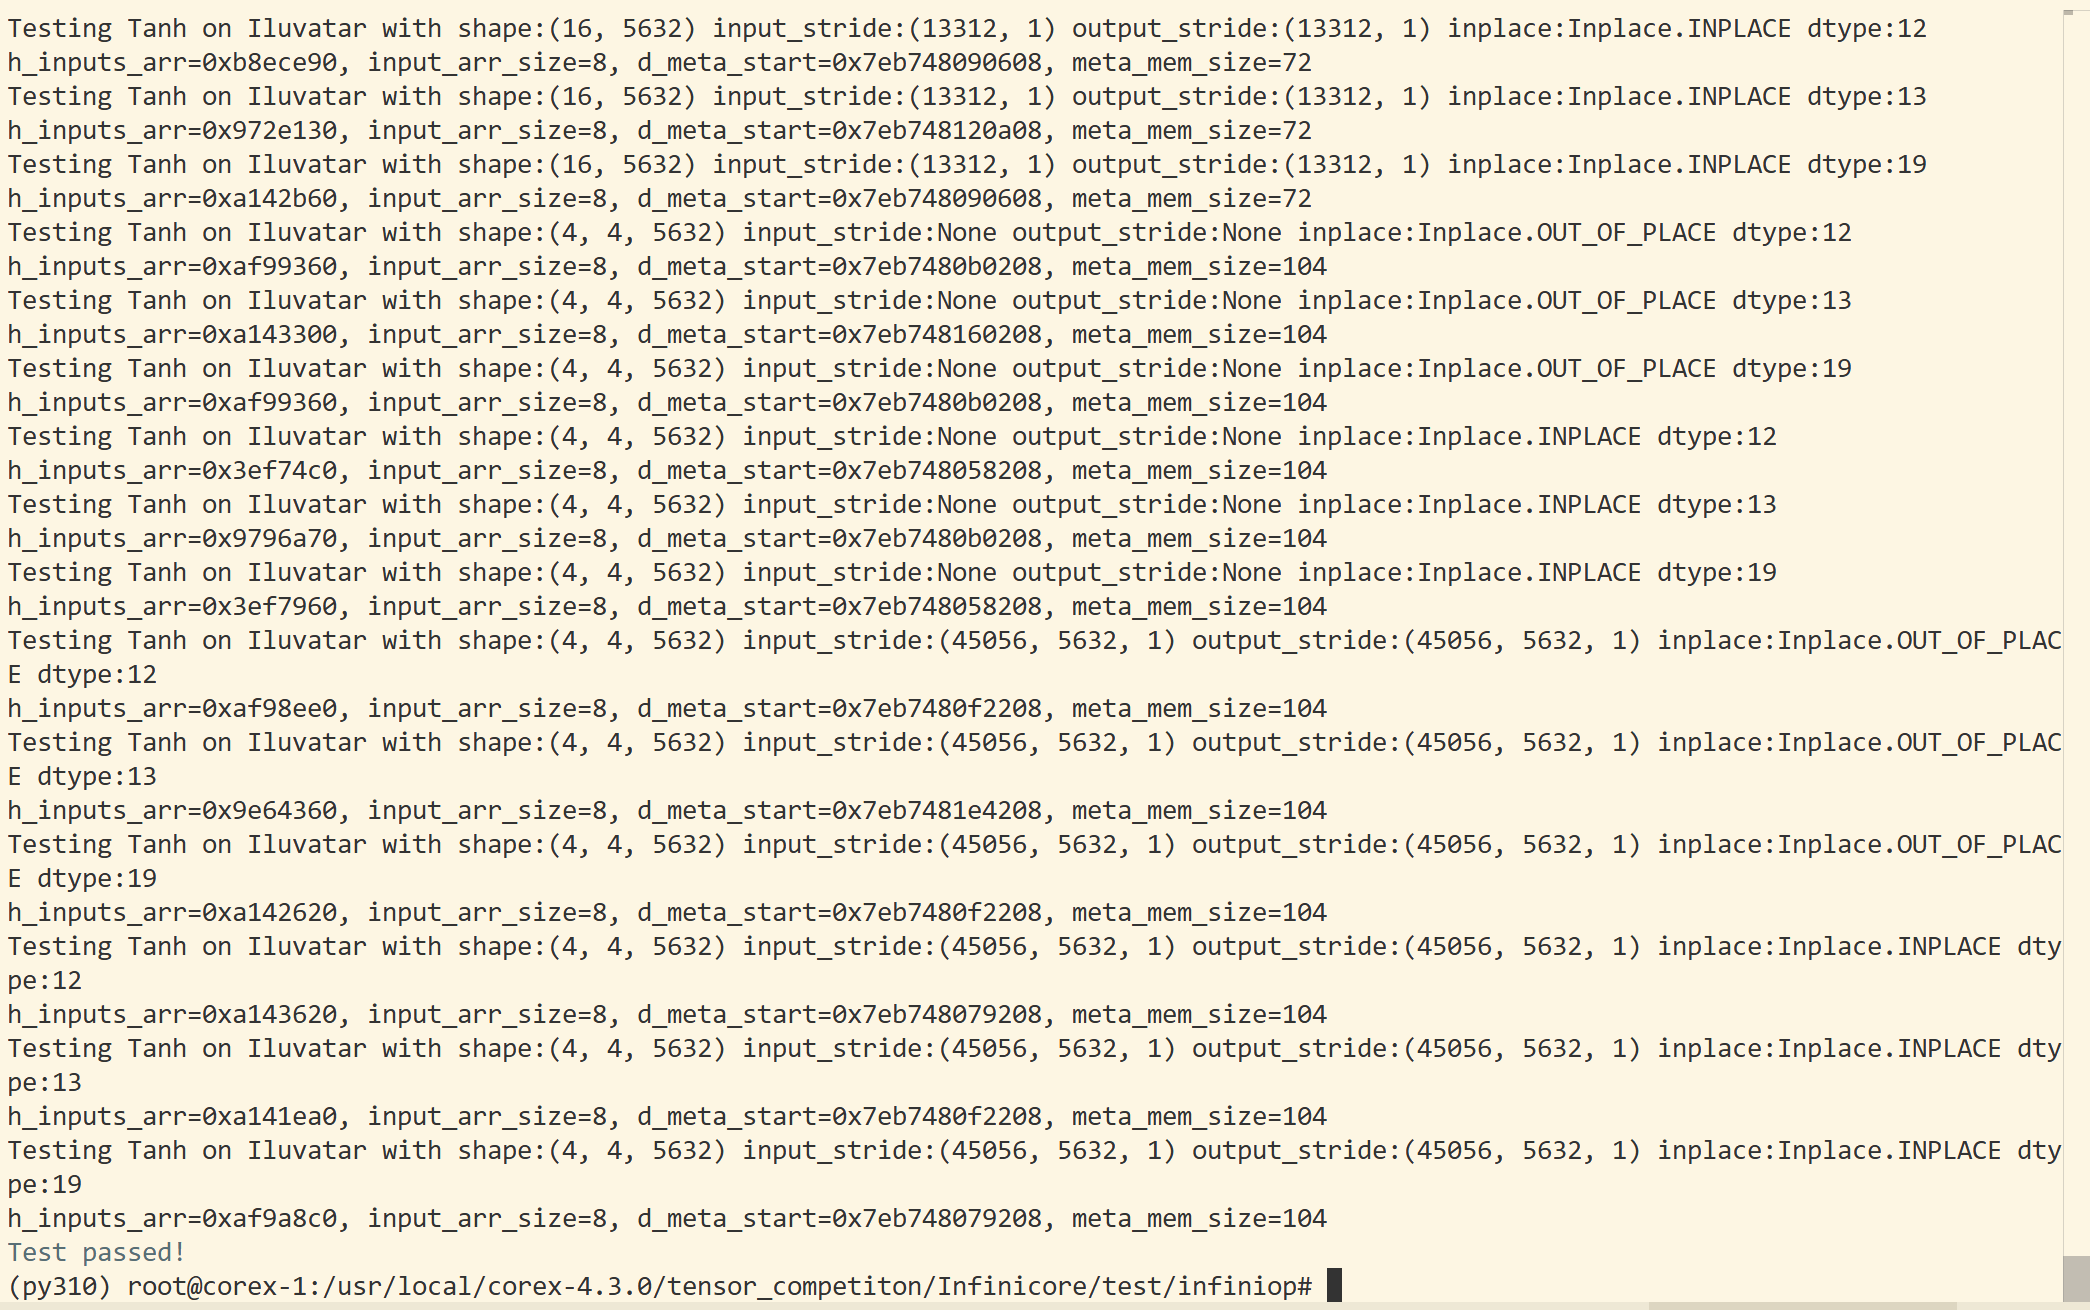 Testing Tanh on Iluvatar with shape:(16, 5632) input_stride:(13312, 1) output_stride:(13312, 1) inplace:Inplace.INPLACE dtype:12
h_inputs_arr=0xb8ece90, input_arr_size=8, d_meta_start=0x7eb748090608, meta_mem_size=72
Testing Tanh on Iluvatar with shape:(16, 5632) input_stride:(13312, 1) output_stride:(13312, 1) inplace:Inplace.INPLACE dtype:13
h_inputs_arr=0x972e130, input_arr_size=8, d_meta_start=0x7eb748120a08, meta_mem_size=72
Testing Tanh on Iluvatar with shape:(16, 5632) input_stride:(13312, 1) output_stride:(13312, 1) inplace:Inplace.INPLACE dtype:19
h_inputs_arr=0xa142b60, input_arr_size=8, d_meta_start=0x7eb748090608, meta_mem_size=72
Testing Tanh on Iluvatar with shape:(4, 4, 5632) input_stride:None output_stride:None inplace:Inplace.OUT_OF_PLACE dtype:12
h_inputs_arr=0xaf99360, input_arr_size=8, d_meta_start=0x7eb7480b0208, meta_mem_size=104
Testing Tanh on Iluvatar with shape:(4, 4, 5632) input_stride:None output_stride:None inplace:Inplace.OUT_OF_PLACE dtype:13
h_inputs_arr=0xa143300, input_arr_size=8, d_meta_start=0x7eb748160208, meta_mem_size=104
Testing Tanh on Iluvatar with shape:(4, 4, 5632) input_stride:None output_stride:None inplace:Inplace.OUT_OF_PLACE dtype:19
h_inputs_arr=0xaf99360, input_arr_size=8, d_meta_start=0x7eb7480b0208, meta_mem_size=104
Testing Tanh on Iluvatar with shape:(4, 4, 5632) input_stride:None output_stride:None inplace:Inplace.INPLACE dtype:12
h_inputs_arr=0x3ef74c0, input_arr_size=8, d_meta_start=0x7eb748058208, meta_mem_size=104
Testing Tanh on Iluvatar with shape:(4, 4, 5632) input_stride:None output_stride:None inplace:Inplace.INPLACE dtype:13
h_inputs_arr=0x9796a70, input_arr_size=8, d_meta_start=0x7eb7480b0208, meta_mem_size=104
Testing Tanh on Iluvatar with shape:(4, 4, 5632) input_stride:None output_stride:None inplace:Inplace.INPLACE dtype:19
h_inputs_arr=0x3ef7960, input_arr_size=8, d_meta_start=0x7eb748058208, meta_mem_size=104
Testing Tanh on Iluvatar with shape:(4, 4, 5632) input_stride:(45056, 5632, 1) output_stride:(45056, 5632, 1) inplace:Inplace.OUT_OF_PLAC
E dtype:12
h_inputs_arr=0xaf98ee0, input_arr_size=8, d_meta_start=0x7eb7480f2208, meta_mem_size=104
Testing Tanh on Iluvatar with shape:(4, 4, 5632) input_stride:(45056, 5632, 1) output_stride:(45056, 5632, 1) inplace:Inplace.OUT_OF_PLAC
E dtype:13
h_inputs_arr=0x9e64360, input_arr_size=8, d_meta_start=0x7eb7481e4208, meta_mem_size=104
Testing Tanh on Iluvatar with shape:(4, 4, 5632) input_stride:(45056, 5632, 1) output_stride:(45056, 5632, 1) inplace:Inplace.OUT_OF_PLAC
E dtype:19
h_inputs_arr=0xa142620, input_arr_size=8, d_meta_start=0x7eb7480f2208, meta_mem_size=104
Testing Tanh on Iluvatar with shape:(4, 4, 5632) input_stride:(45056, 5632, 1) output_stride:(45056, 5632, 1) inplace:Inplace.INPLACE dty
pe:12
h_inputs_arr=0xa143620, input_arr_size=8, d_meta_start=0x7eb748079208, meta_mem_size=104
Testing Tanh on Iluvatar with shape:(4, 4, 5632) input_stride:(45056, 5632, 1) output_stride:(45056, 5632, 1) inplace:Inplace.INPLACE dty
pe:13
h_inputs_arr=0xa141ea0, input_arr_size=8, d_meta_start=0x7eb7480f2208, meta_mem_size=104
Testing Tanh on Iluvatar with shape:(4, 4, 5632) input_stride:(45056, 5632, 1) output_stride:(45056, 5632, 1) inplace:Inplace.INPLACE dty
pe:19
h_inputs_arr=0xaf9a8c0, input_arr_size=8, d_meta_start=0x7eb748079208, meta_mem_size=104
Test passed!
(py310) root@corex-1:/usr/local/corex-4.3.0/tensor_competiton/Infinicore/test/infiniop#